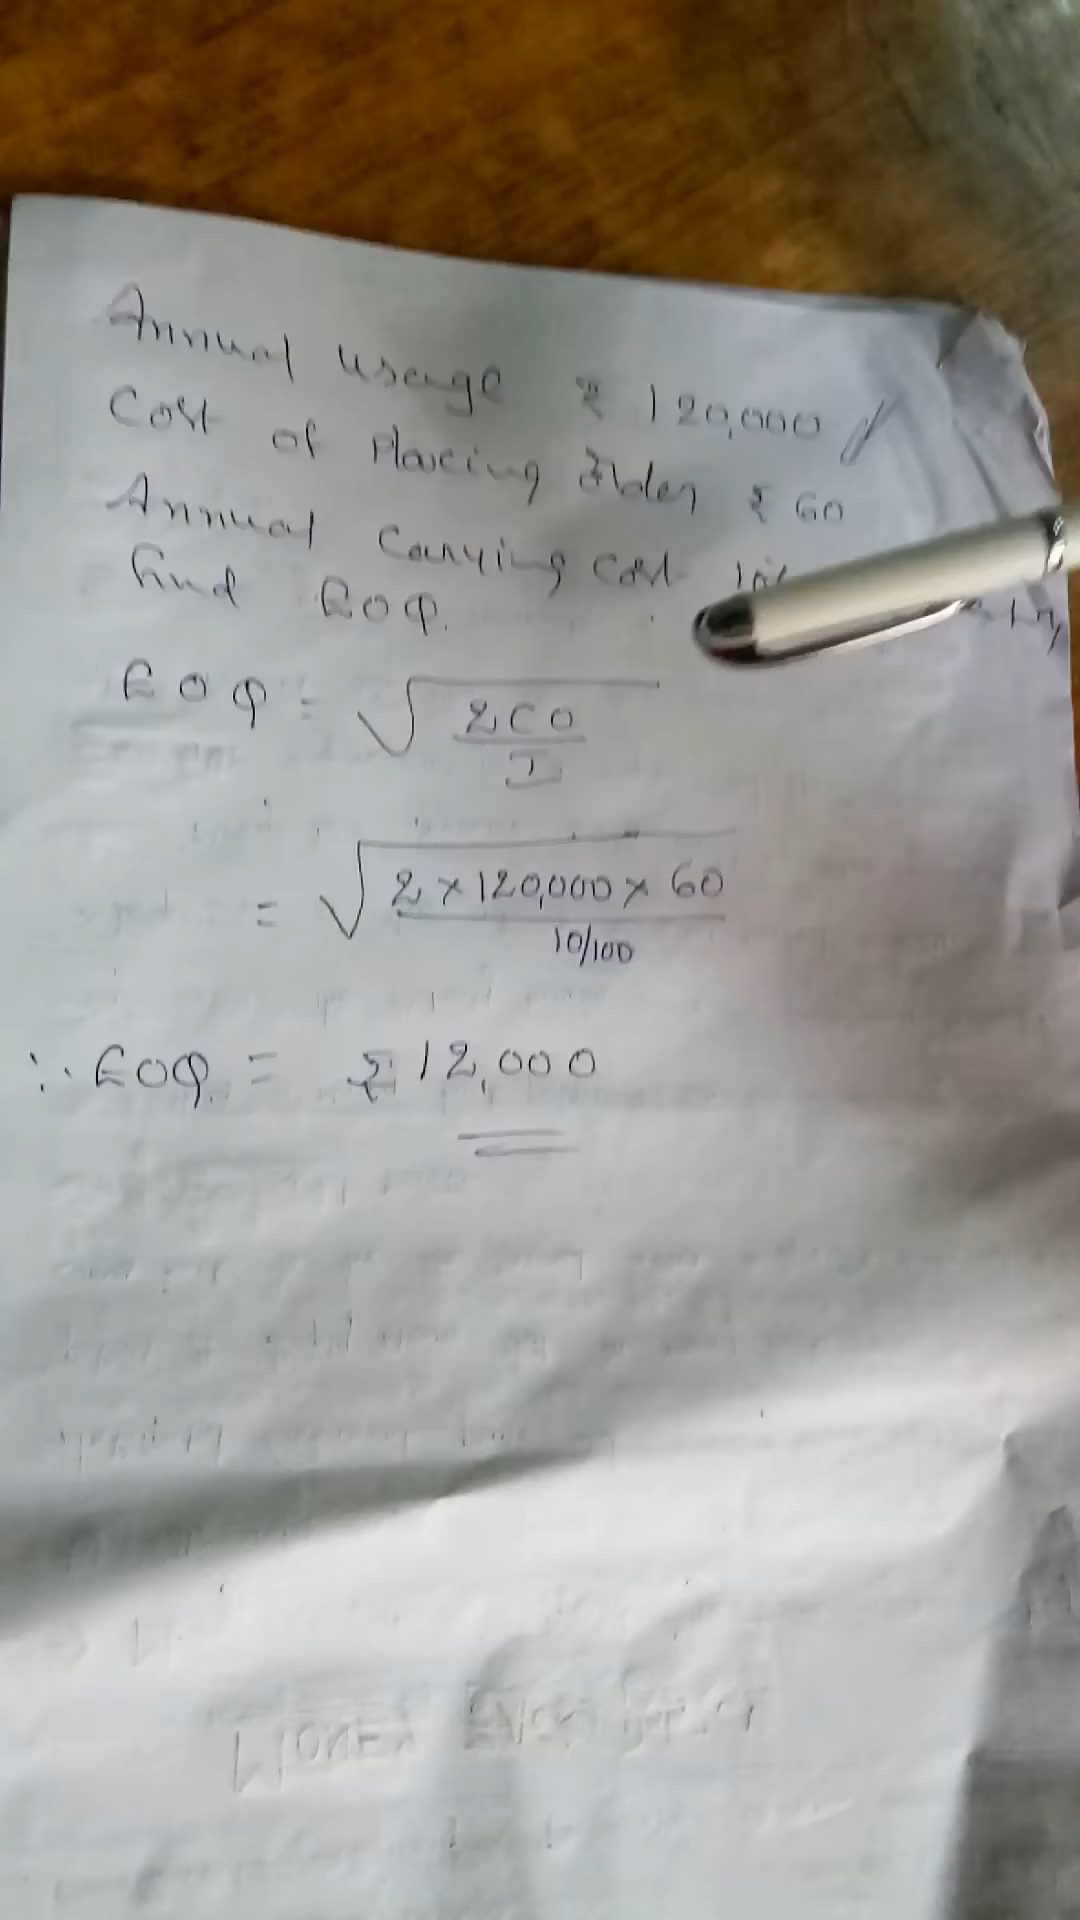 Annual usage ₹ 120,000 //
Cost of Placing Order ₹ 60
Annual Carrying Cost
find EOQ.
EOQ = √ 2CO
I
= √ 2 × 120,000 × 60
10/100
∴ EOQ = ₹ 12,000